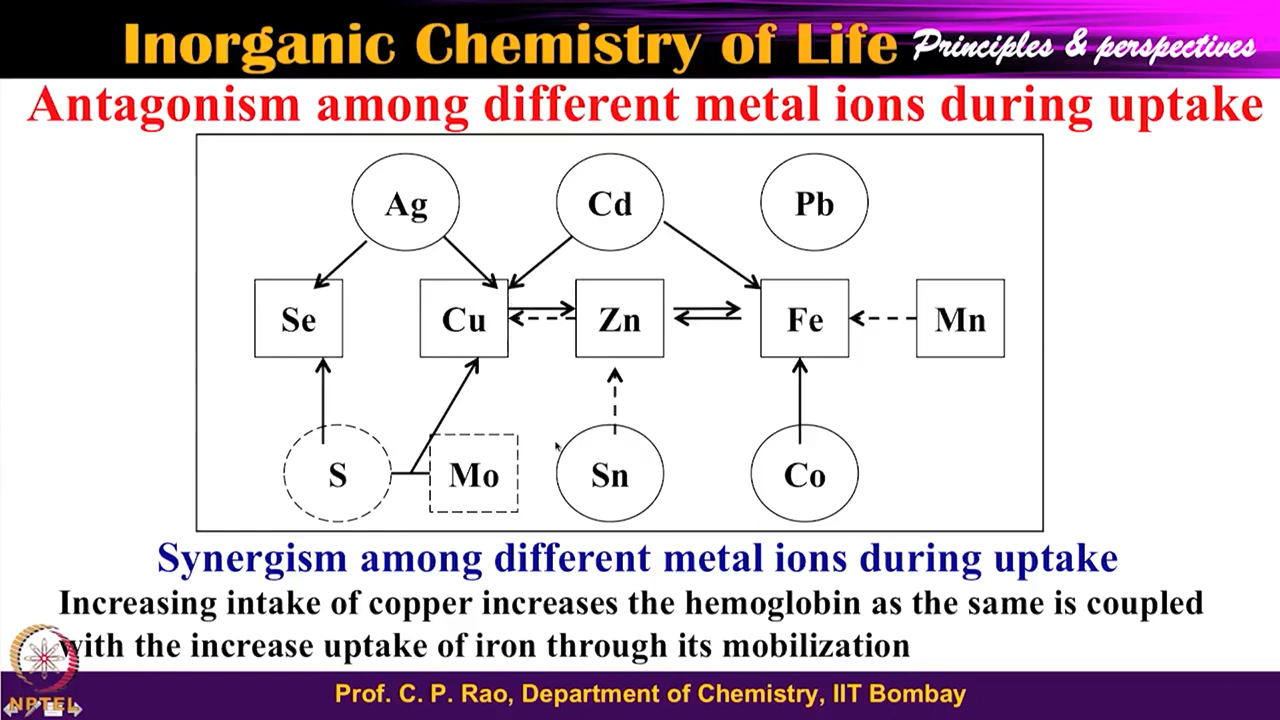 Inorganic Chemistry of Life Principles & perspectives
Antagonism among different metal ions during uptake
Ag Cd Pb
Se Cu Zn Fe Mn
S Mo Sn Co
Synergism among different metal ions during uptake
Increasing intake of copper increases the hemoglobin as the same is coupled
with the increase uptake of iron through its mobilization
NPTEL
Prof. C. P. Rao, Department of Chemistry, IIT Bombay